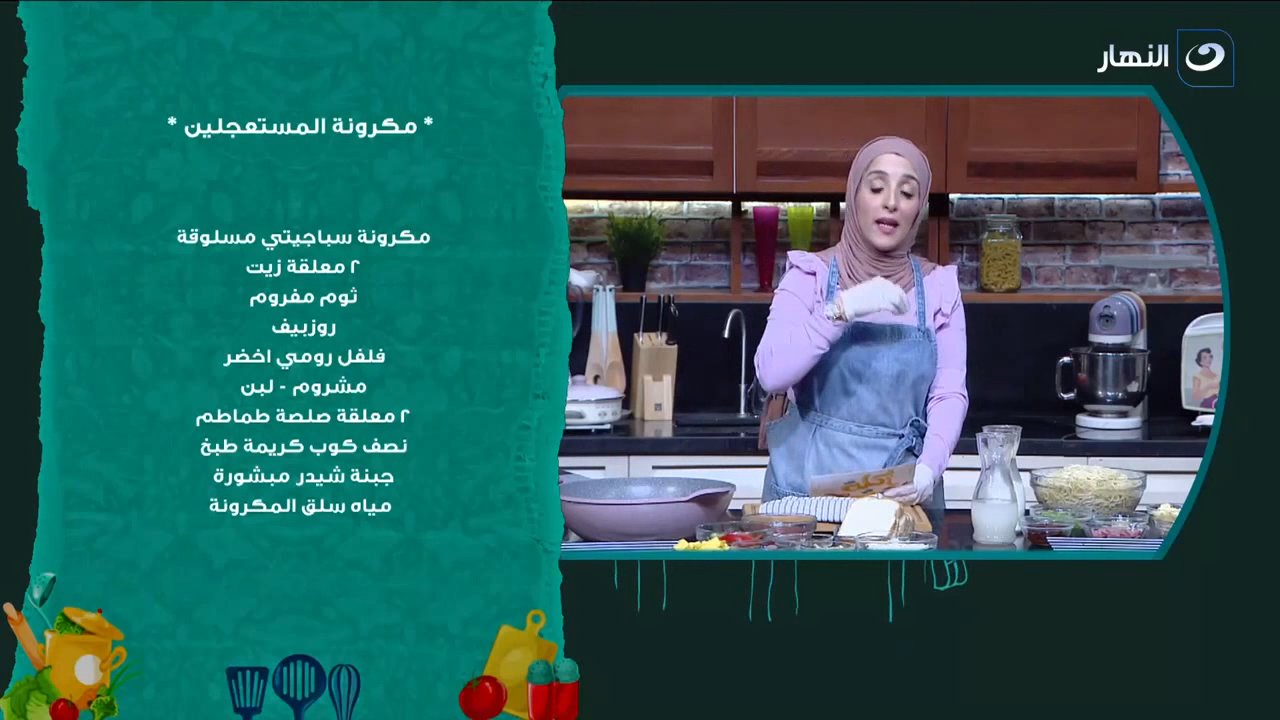 النهار
* مكرونة المستعجلين *
مكرونة سباجيتي مسلوقة
٢ معلقة زيت
ثوم مفروم
روزبيف
فلفل رومي اخضر
مشروم - لبن
٢ معلقة صلصة طماطم
نصف كوب كريمة طبخ
جبنة شيدر مبشورة
مياه سلق المكرونة